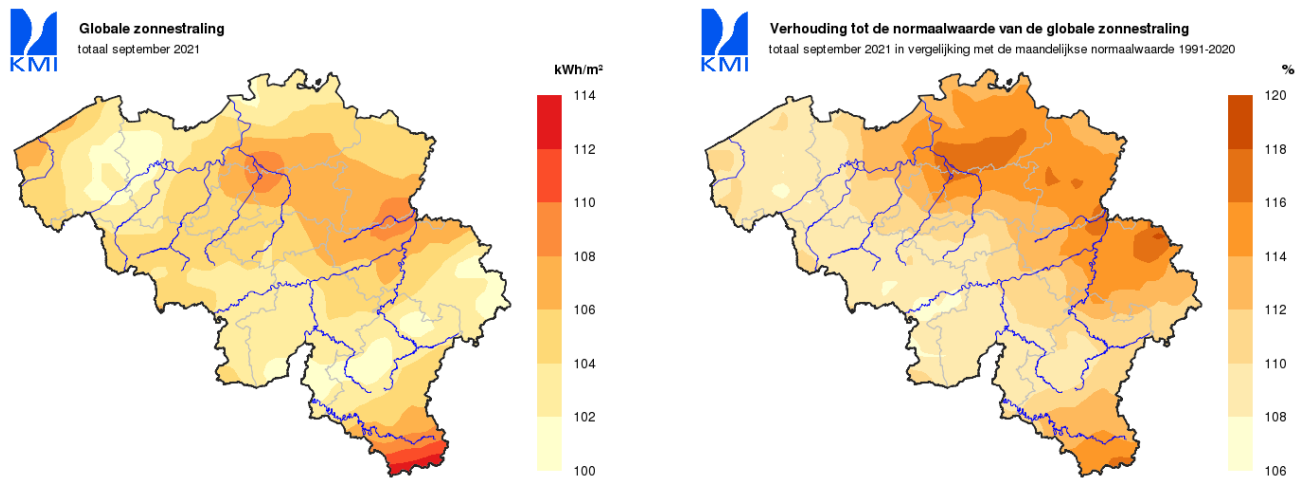 KMI
Globale zonnestraling
totaal september 2021
kWh/m²
114
112
110
108
106
104
102
100
KMI
Verhouding tot de normaalwaarde van de globale zonnestraling
totaal september 2021 in vergelijking met de maandelijkse normaalwaarde 1991-2020
%
120
118
116
114
112
110
108
106